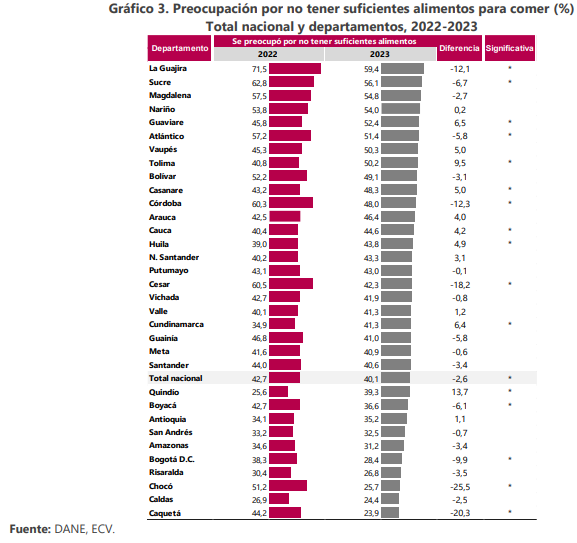 Gráfico 3. Preocupación por no tener suficientes alimentos para comer (%)
Total nacional y departamentos, 2022-2023
Departamento Se preocupó por no tener suficientes alimentos Diferencia Significativa
2022 2023
La Guajira 71,5 59,4 -12,1 *
Sucre 62,8 56,1 -6,7 *
Magdalena 57,5 54,8 -2,7
Nariño 53,8 54,0 0,2
Guaviare 45,8 52,4 6,5 *
Atlántico 57,2 51,4 -5,8 *
Vaupés 45,3 50,3 5,0
Tolima 40,8 50,2 9,5 *
Bolívar 52,2 49,1 -3,1
Casanare 43,2 48,3 5,0 *
Córdoba 60,3 48,0 -12,3 *
Arauca 42,5 46,4 4,0
Cauca 40,4 44,6 4,2 *
Huila 39,0 43,8 4,9 *
N. Santander 40,2 43,3 3,1
Putumayo 43,1 43,0 -0,1
Cesar 60,5 42,3 -18,2 *
Vichada 42,7 41,9 -0,8
Valle 40,1 41,3 1,2
Cundinamarca 34,9 41,3 6,4 *
Guainía 46,8 41,0 -5,8
Meta 41,6 40,9 -0,6
Santander 44,0 40,6 -3,4
Total nacional 42,7 40,1 -2,6 *
Quindío 25,6 39,3 13,7 *
Boyacá 42,7 36,6 -6,1 *
Antioquia 34,1 35,2 1,1
San Andrés 33,2 32,5 -0,7
Amazonas 34,6 31,2 -3,4
Bogotá D.C. 38,3 28,4 -9,9 *
Risaralda 30,4 26,8 -3,5
Chocó 51,2 25,7 -25,5 *
Caldas 26,9 24,4 -2,5
Caquetá 44,2 23,9 -20,3 *
Fuente: DANE, ECV.